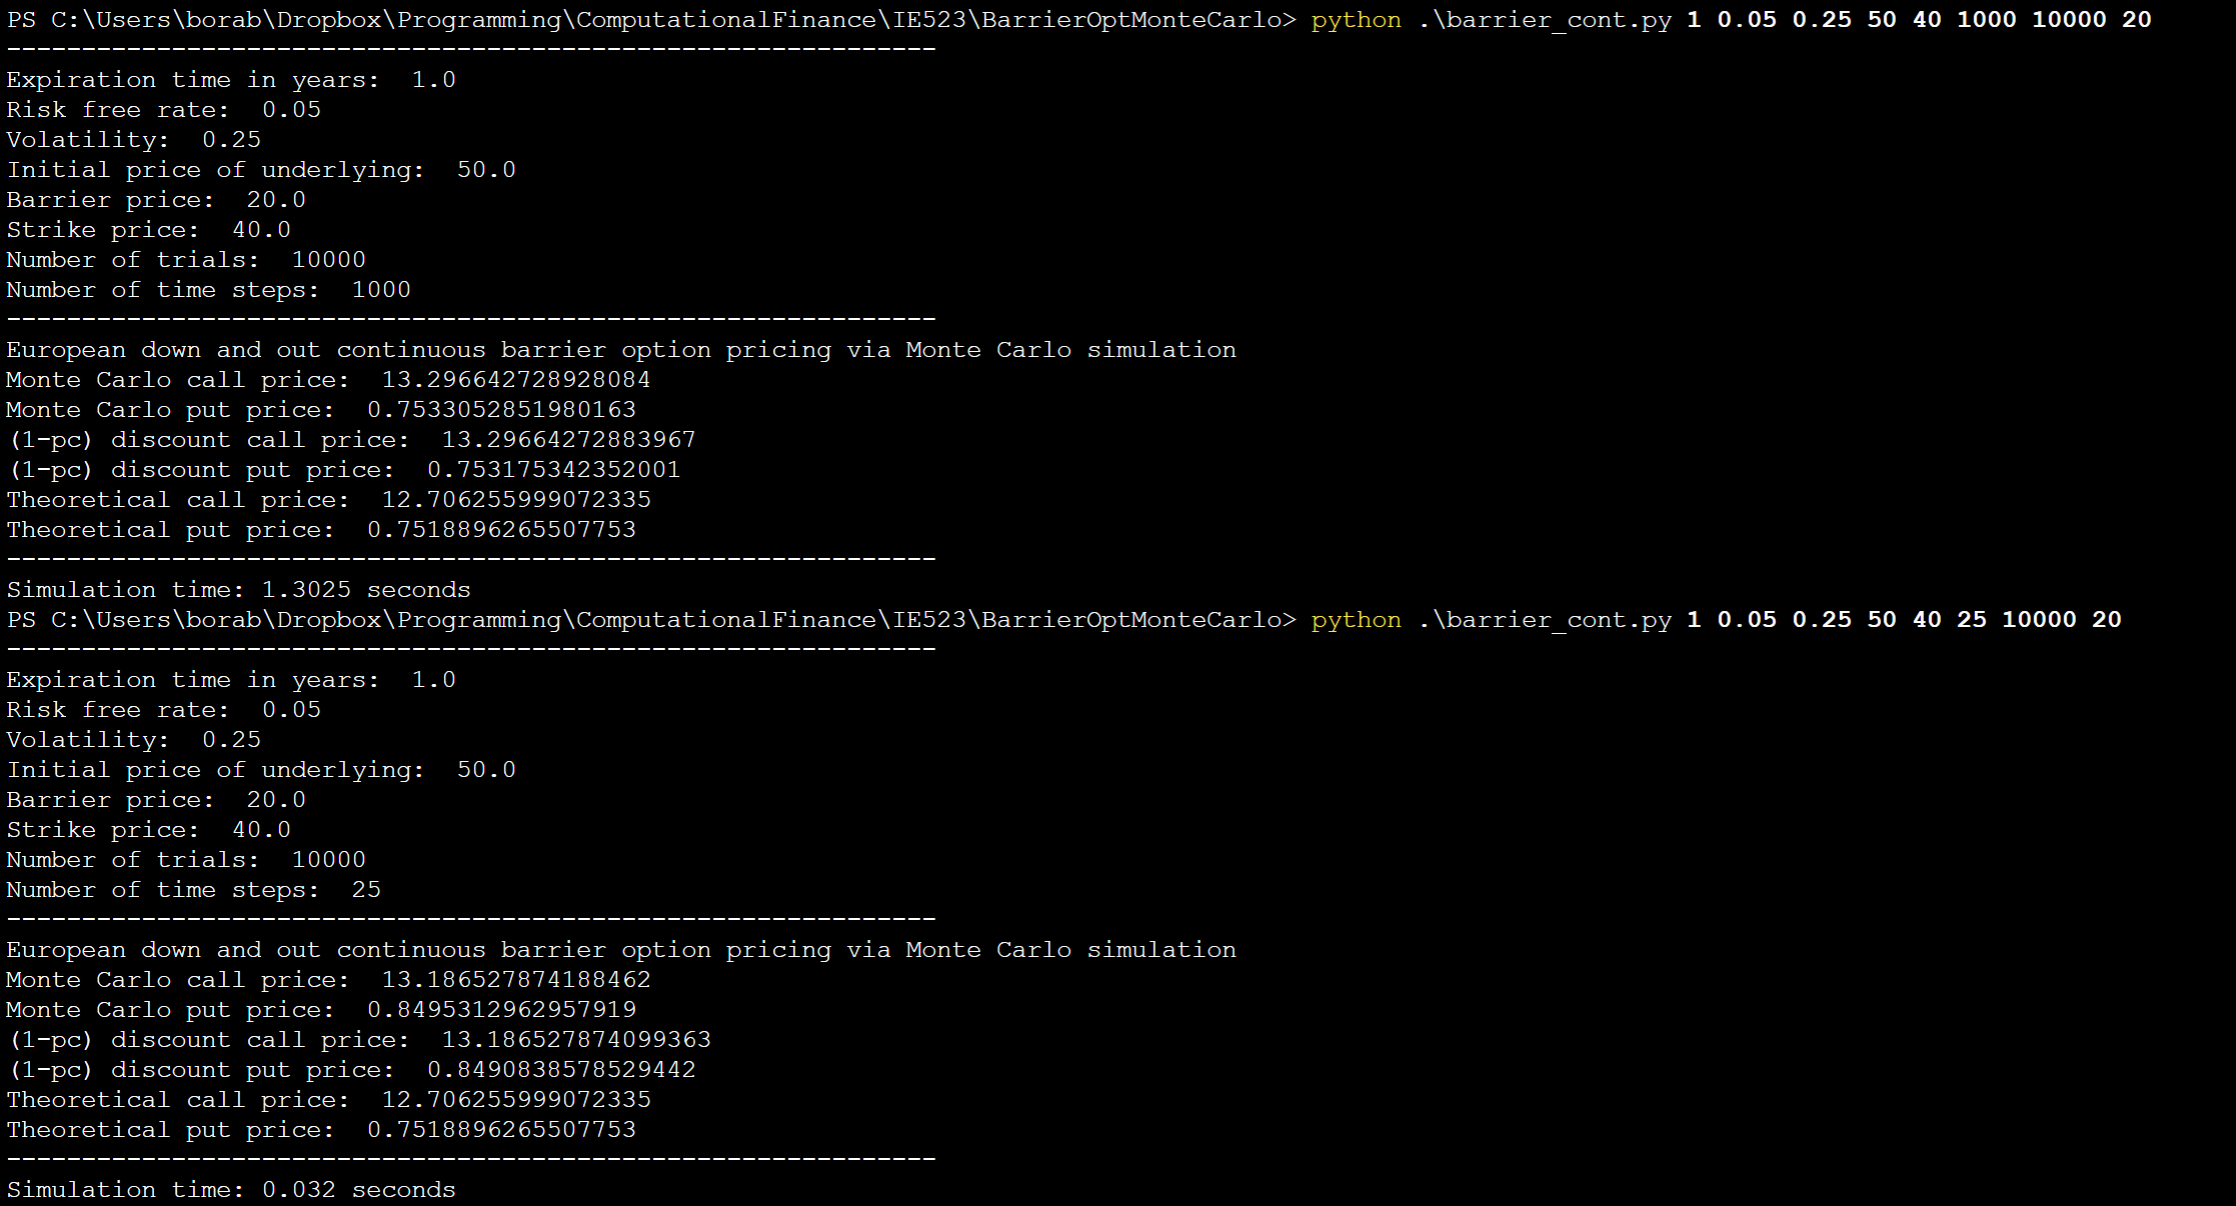 PS C:\Users\borab\Dropbox\Programming\ComputationalFinance\IE523\BarrierOptMonteCarlo> python .\barrier_cont.py 1 0.05 0.25 50 40 1000 10000 20
--------------------------------------------------------------
Expiration time in years:  1.0
Risk free rate:  0.05
Volatility:  0.25
Initial price of underlying:  50.0
Barrier price:  20.0
Strike price:  40.0
Number of trials:  10000
Number of time steps:  1000
--------------------------------------------------------------
European down and out continuous barrier option pricing via Monte Carlo simulation
Monte Carlo call price:  13.296642728928084
Monte Carlo put price:  0.7533052851980163
(1-pc) discount call price:  13.29664272883967
(1-pc) discount put price:  0.753175342352001
Theoretical call price:  12.706255999072335
Theoretical put price:  0.7518896265507753
--------------------------------------------------------------
Simulation time: 1.3025 seconds
PS C:\Users\borab\Dropbox\Programming\ComputationalFinance\IE523\BarrierOptMonteCarlo> python .\barrier_cont.py 1 0.05 0.25 50 40 25 10000 20
--------------------------------------------------------------
Expiration time in years:  1.0
Risk free rate:  0.05
Volatility:  0.25
Initial price of underlying:  50.0
Barrier price:  20.0
Strike price:  40.0
Number of trials:  10000
Number of time steps:  25
--------------------------------------------------------------
European down and out continuous barrier option pricing via Monte Carlo simulation
Monte Carlo call price:  13.186527874188462
Monte Carlo put price:  0.8495312962957919
(1-pc) discount call price:  13.186527874099363
(1-pc) discount put price:  0.8490838578529442
Theoretical call price:  12.706255999072335
Theoretical put price:  0.7518896265507753
--------------------------------------------------------------
Simulation time: 0.032 seconds